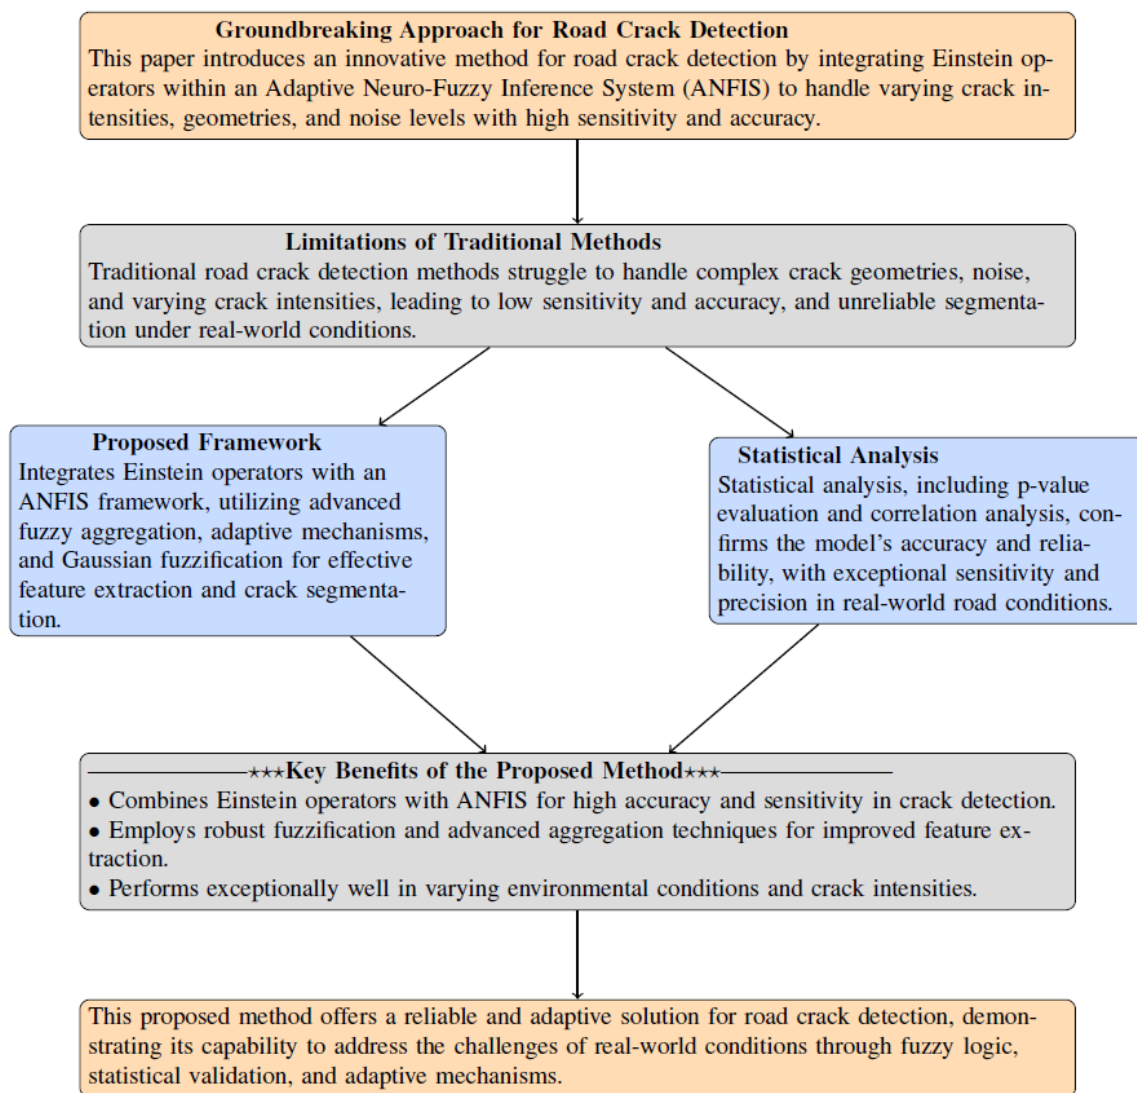 Groundbreaking Approach for Road Crack Detection
This paper introduces an innovative method for road crack detection by integrating Einstein op-
erators within an Adaptive Neuro-Fuzzy Inference System (ANFIS) to handle varying crack in-
tensities, geometries, and noise levels with high sensitivity and accuracy.
Limitations of Traditional Methods
Traditional road crack detection methods struggle to handle complex crack geometries, noise,
and varying crack intensities, leading to low sensitivity and accuracy, and unreliable segmenta-
tion under real-world conditions.
Proposed Framework
Integrates Einstein operators with an
ANFIS framework, utilizing advanced
fuzzy aggregation, adaptive mechanisms,
and Gaussian fuzzification for effective
feature extraction and crack segmenta-
tion.
Statistical Analysis
Statistical analysis, including p-value
evaluation and correlation analysis, con-
firms the model's accuracy and relia-
bility, with exceptional sensitivity and
precision in real-world road conditions.
⋆⋆⋆Key Benefits of the Proposed Method⋆⋆⋆
• Combines Einstein operators with ANFIS for high accuracy and sensitivity in crack detection.
• Employs robust fuzzification and advanced aggregation techniques for improved feature ex-
traction.
• Performs exceptionally well in varying environmental conditions and crack intensities.
This proposed method offers a reliable and adaptive solution for road crack detection, demon-
strating its capability to address the challenges of real-world conditions through fuzzy logic,
statistical validation, and adaptive mechanisms.